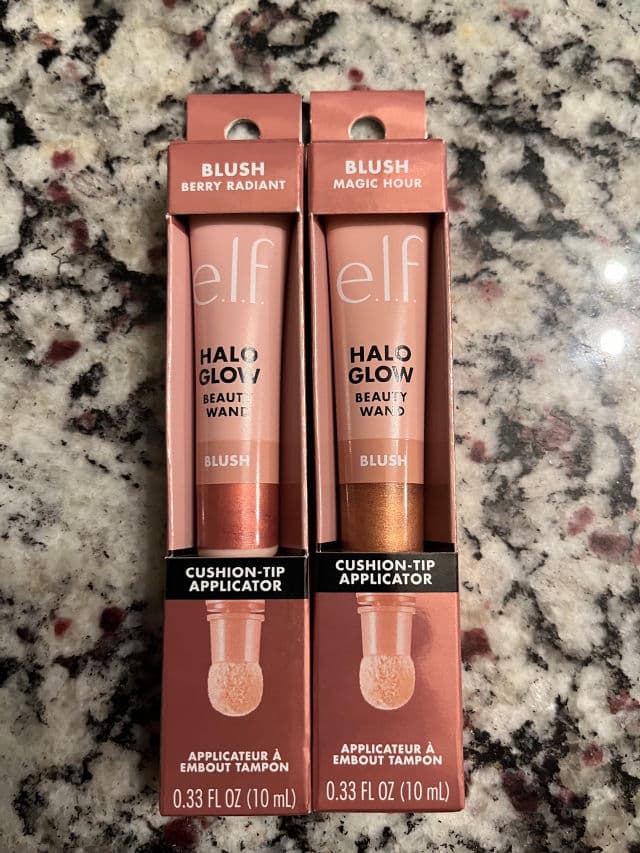 BLUSH
BERRY RADIANT
e.l.f.
HALO
GLOW
BEAUTY
WAND
BLUSH
CUSHION-TIP
APPLICATOR
APPLICATEUR À
EMBOUT TAMPON
0.33 FL OZ (10 mL)
BLUSH
MAGIC HOUR
e.l.f.
HALO
GLOW
BEAUTY
WAND
BLUSH
CUSHION-TIP
APPLICATOR
APPLICATEUR À
EMBOUT TAMPON
0.33 FL OZ (10 mL)